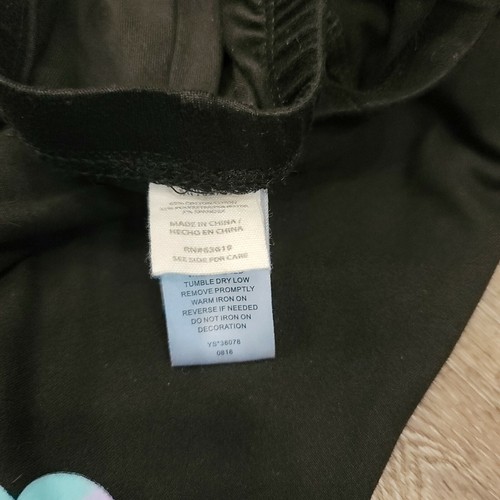 MADE IN CHINA /
HECHO EN CHINA
RN#63619
SEE SIDE FOR CARE
TUMBLE DRY LOW
REMOVE PROMPTLY
WARM IRON ON
REVERSE IF NEEDED
DO NOT IRON ON
DECORATION
YS*36076
0816